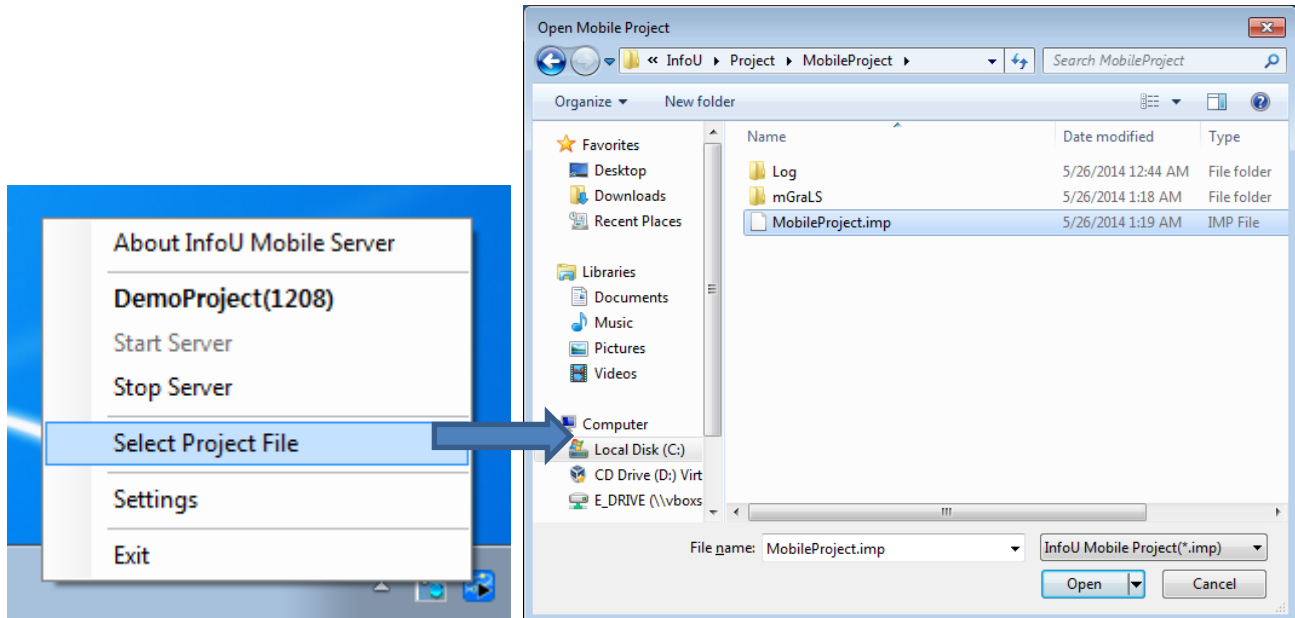 About InfoU Mobile Server
DemoProject(1208)
Start Server
Stop Server
Select Project File
Settings
Exit
Open Mobile Project
« InfoU Project MobileProject
Search MobileProject
Organize New folder
Favorites
Desktop
Downloads
Recent Places
Libraries
Documents
Music
Pictures
Videos
Computer
Local Disk (C:)
CD Drive (D:) Virt
E_DRIVE (\\vboxs
Name Date modified Type
Log 5/26/2014 12:44 AM File folder
mGraLS 5/26/2014 1:18 AM File folder
MobileProject.imp 5/26/2014 1:19 AM IMP File
File name: MobileProject.imp InfoU Mobile Project(*.imp)
Open Cancel